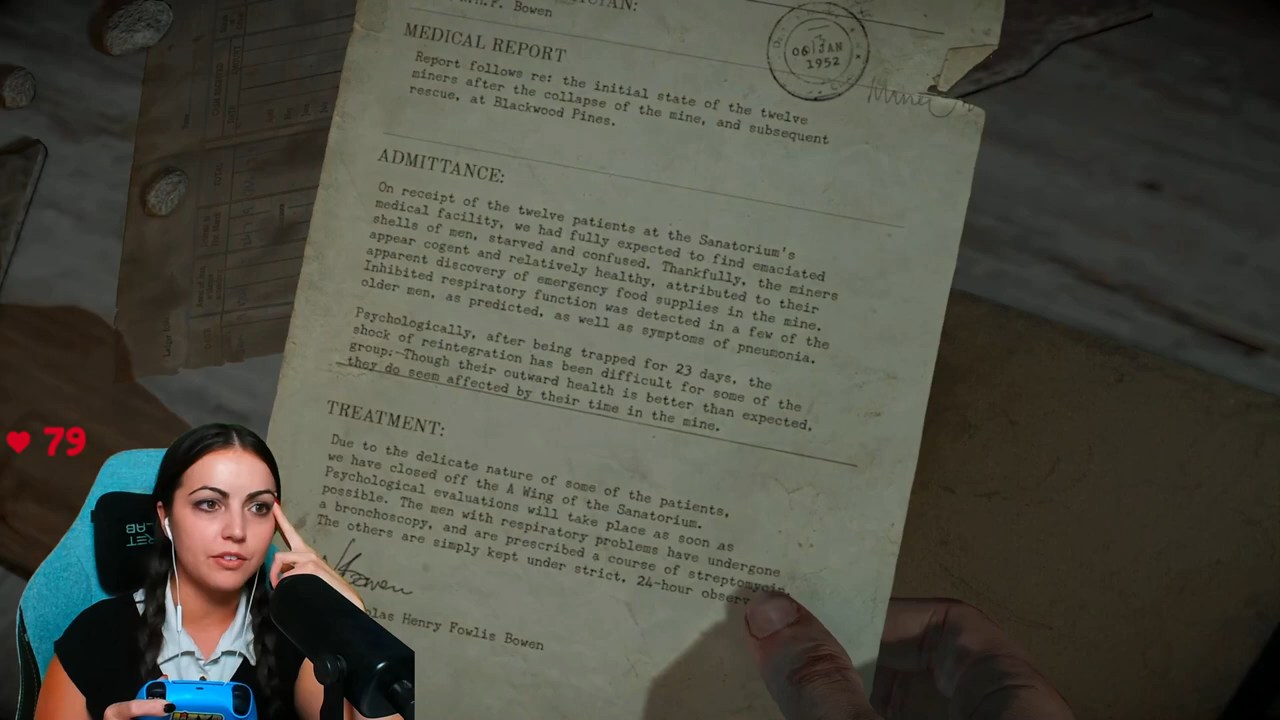 F. Bowen
MEDICAL REPORT
Report follows re: the initial state of the twelve
miners after the collapse of the mine, and subsequent
rescue, at Blackwood Pines.
06 JAN
1952
ADMITTANCE:
On receipt of the twelve patients at the Sanatorium's
medical facility, we had fully expected to find emaciated
shells of men, starved and confused. Thankfully, the miners
appear cogent and relatively healthy, attributed to their
apparent discovery of emergency food supplies in the mine.
Inhibited respiratory function was detected in a few of the
older men, as predicted, as well as symptoms of pneumonia.
Psychologically, after being trapped for 23 days, the
shock of reintegration has been difficult for some of the
group: Though their outward health is better than expected,
they do seem affected by their time in the mine.
TREATMENT:
Due to the delicate nature of some of the patients,
we have closed off the A Wing of the Sanatorium.
Psychological evaluations will take place as soon as
possible. The men with respiratory problems have undergone
a bronchoscopy, and are prescribed a course of streptomycin.
The others are simply kept under strict, 24-hour observ
Bowen
olas Henry Fowlis Bowen
79